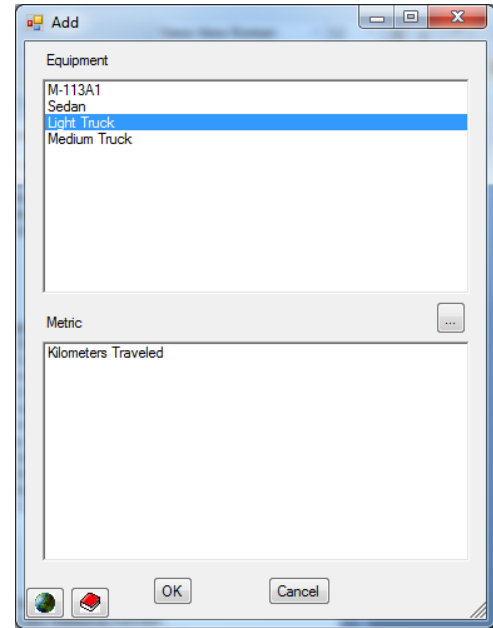 Add
Equipment
M-113A1
Sedan
Light Truck
Medium Truck
Metric
...
Kilometers Traveled
OK
Cancel